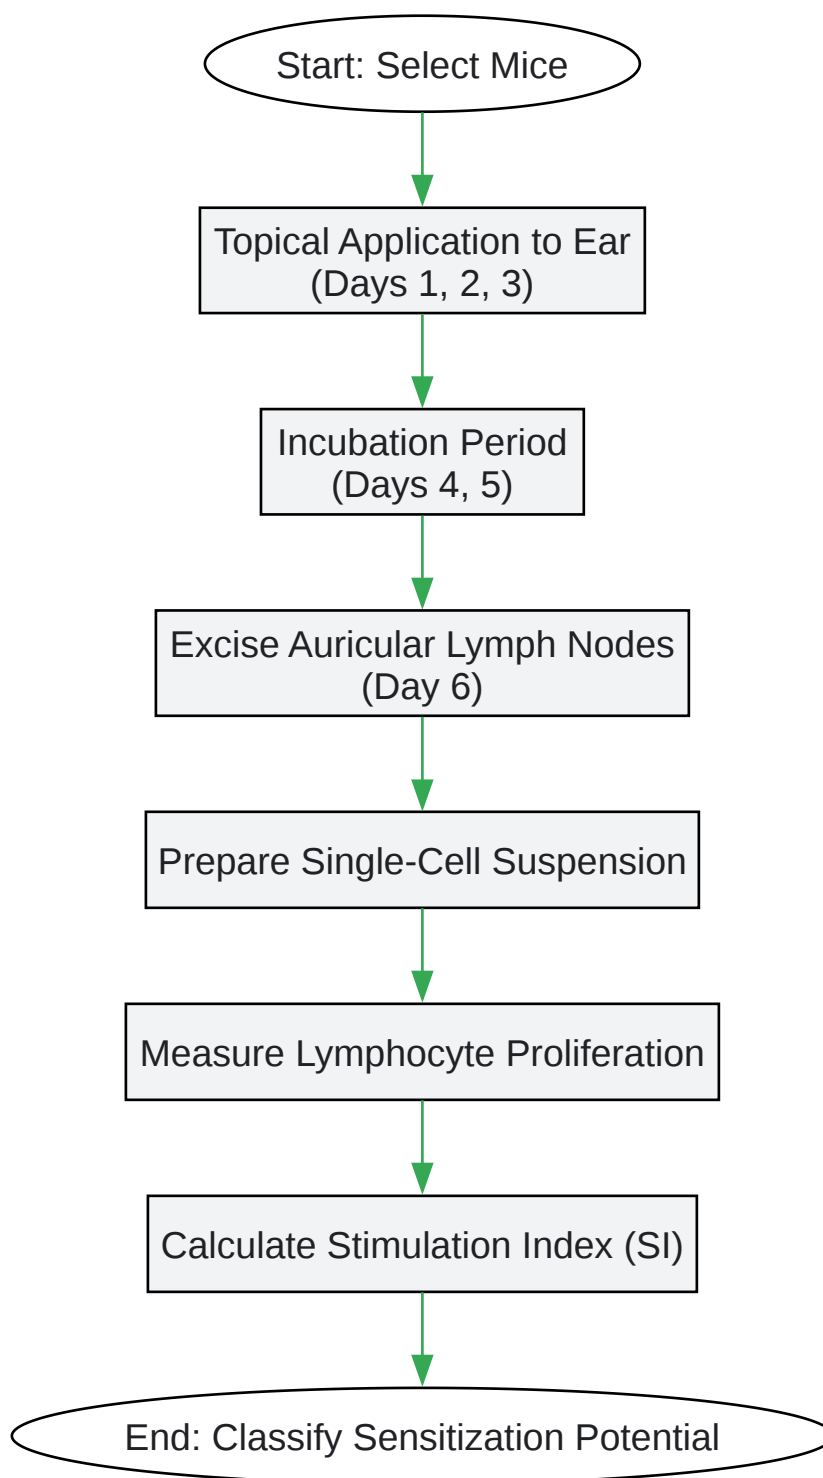 Start: Select Mice
Topical Application to Ear
(Days 1, 2, 3)
Incubation Period
(Days 4, 5)
Excise Auricular Lymph Nodes
(Day 6)
Prepare Single-Cell Suspension
Measure Lymphocyte Proliferation
Calculate Stimulation Index (SI)
End: Classify Sensitization Potential